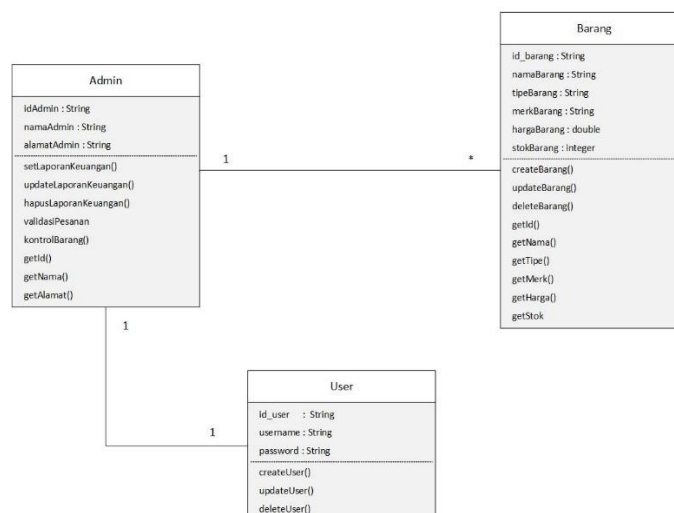 Admin
idAdmin : String
namaAdmin : String
alamatAdmin : String
setLaporanKeuangan()
updateLaporanKeuangan()
hapusLaporanKeuangan()
validasiPesanan
kontrolBarang()
getId()
getNama()
getAlamat()
1
*
Barang
id_barang : String
namaBarang : String
tipeBarang : String
merkBarang : String
hargaBarang : double
stokBarang : integer
createBarang()
updateBarang()
deleteBarang()
getId()
getNama()
getTipe()
getMerk()
getHarga()
getStok
1
1
User
id_user : String
username : String
password : String
createUser()
updateUser()
deleteUser()